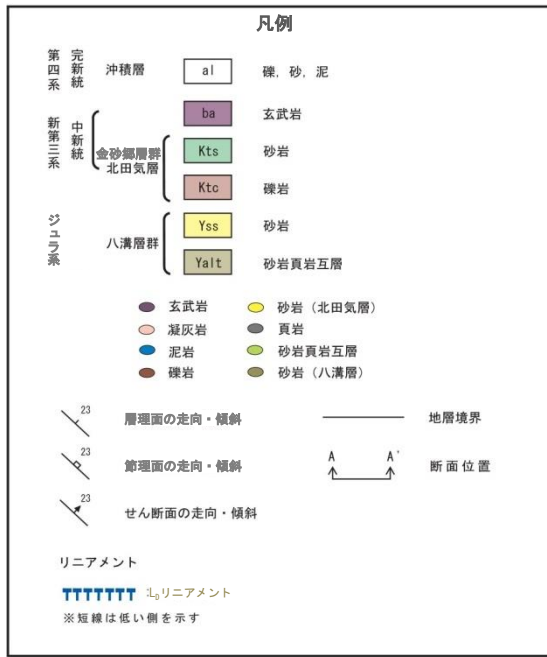 凡例
第四系 完新統 沖積層 al 礫，砂，泥
新第三系 中新統 ba 玄武岩
金砂郷層群
北田気層 Kts 砂岩
Ktc 礫岩
ジュラ系 八溝層群 Yss 砂岩
Yalt 砂岩頁岩互層
玄武岩 砂岩（北田気層）
凝灰岩 頁岩
泥岩 砂岩頁岩互層
礫岩 砂岩（八溝層）
23 層理面の走向・傾斜 地層境界
23 節理面の走向・傾斜 A A' 断面位置
23 せん断面の走向・傾斜
リニアメント
:LDリニアメント
※短線は低い側を示す